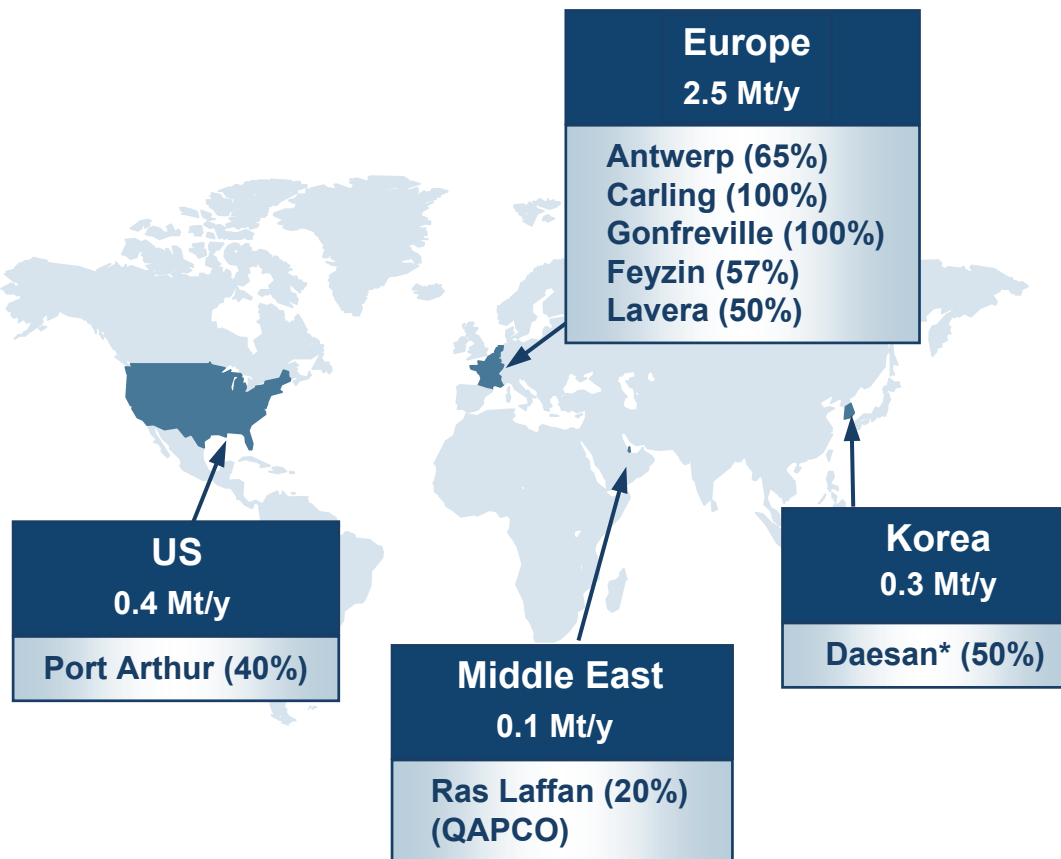 Europe
2.5 Mt/y
Antwerp (65%)
Carling (100%)
Gonfreville (100%)
Feyzin (57%)
Lavera (50%)
US
0.4 Mt/y
Port Arthur (40%)
Middle East
0.1 Mt/y
Ras Laffan (20%)
(QAPCO)
Korea
0.3 Mt/y
Daesan* (50%)